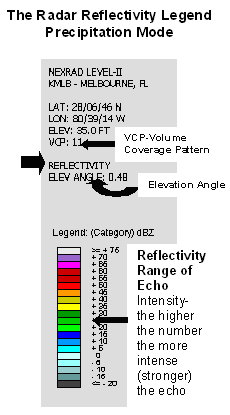 The Radar Reflectivity Legend
Precipitation Mode
NEXRAD LEVEL-II
KMLB - MELBOURNE, FL
LAT: 28/06/46 N
LON: 80/39/14 W
ELEV: 35.0 FT
VCP: 11
VCP-Volume
Coverage Pattern
REFLECTIVITY
ELEV ANGLE: 0.48
Elevation Angle
Legend: (Category) dBZ
>= + 75
+ 70
+ 65
+ 60
+ 55
+ 50
+ 45
+ 40
+ 35
+ 30
+ 25
+ 20
+ 15
+ 10
+ 5
0
- 5
- 10
- 15
<= - 20
Reflectivity
Range of
Echo
Intensity-
the higher
the number
the more
intense
(stronger)
the echo